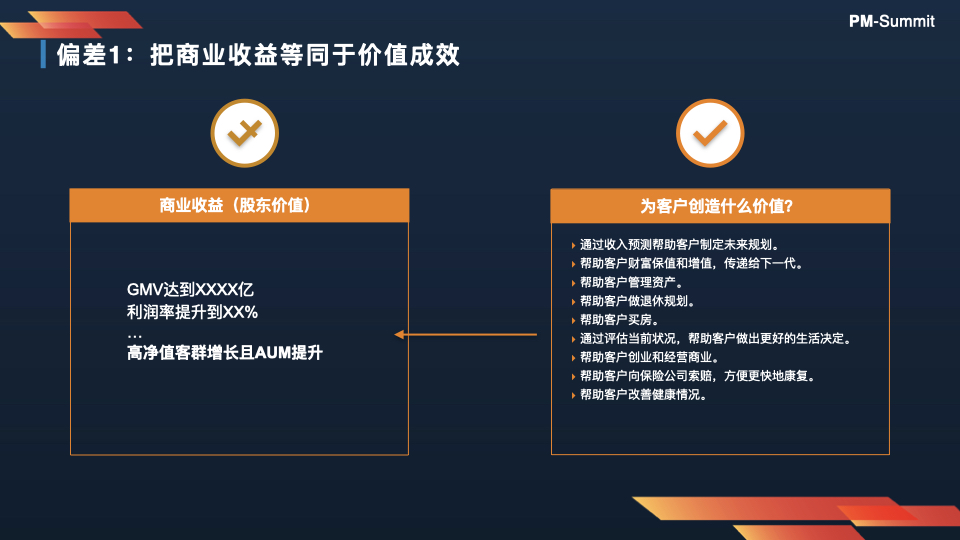 PM-Summit
偏差1：把商业收益等同于价值成效
商业收益（股东价值）
GMV达到XXXX亿
利润率提升到XX%
…
高净值客群增长且AUM提升
为客户创造什么价值?
通过收入预测帮助客户制定未来规划。
帮助客户财富保值和增值，传递给下一代。
帮助客户管理资产。
帮助客户做退休规划。
帮助客户买房。
通过评估当前状况，帮助客户做出更好的生活决定。
帮助客户创业和经营商业。
帮助客户向保险公司索赔，方便更快地康复。
帮助客户改善健康情况。